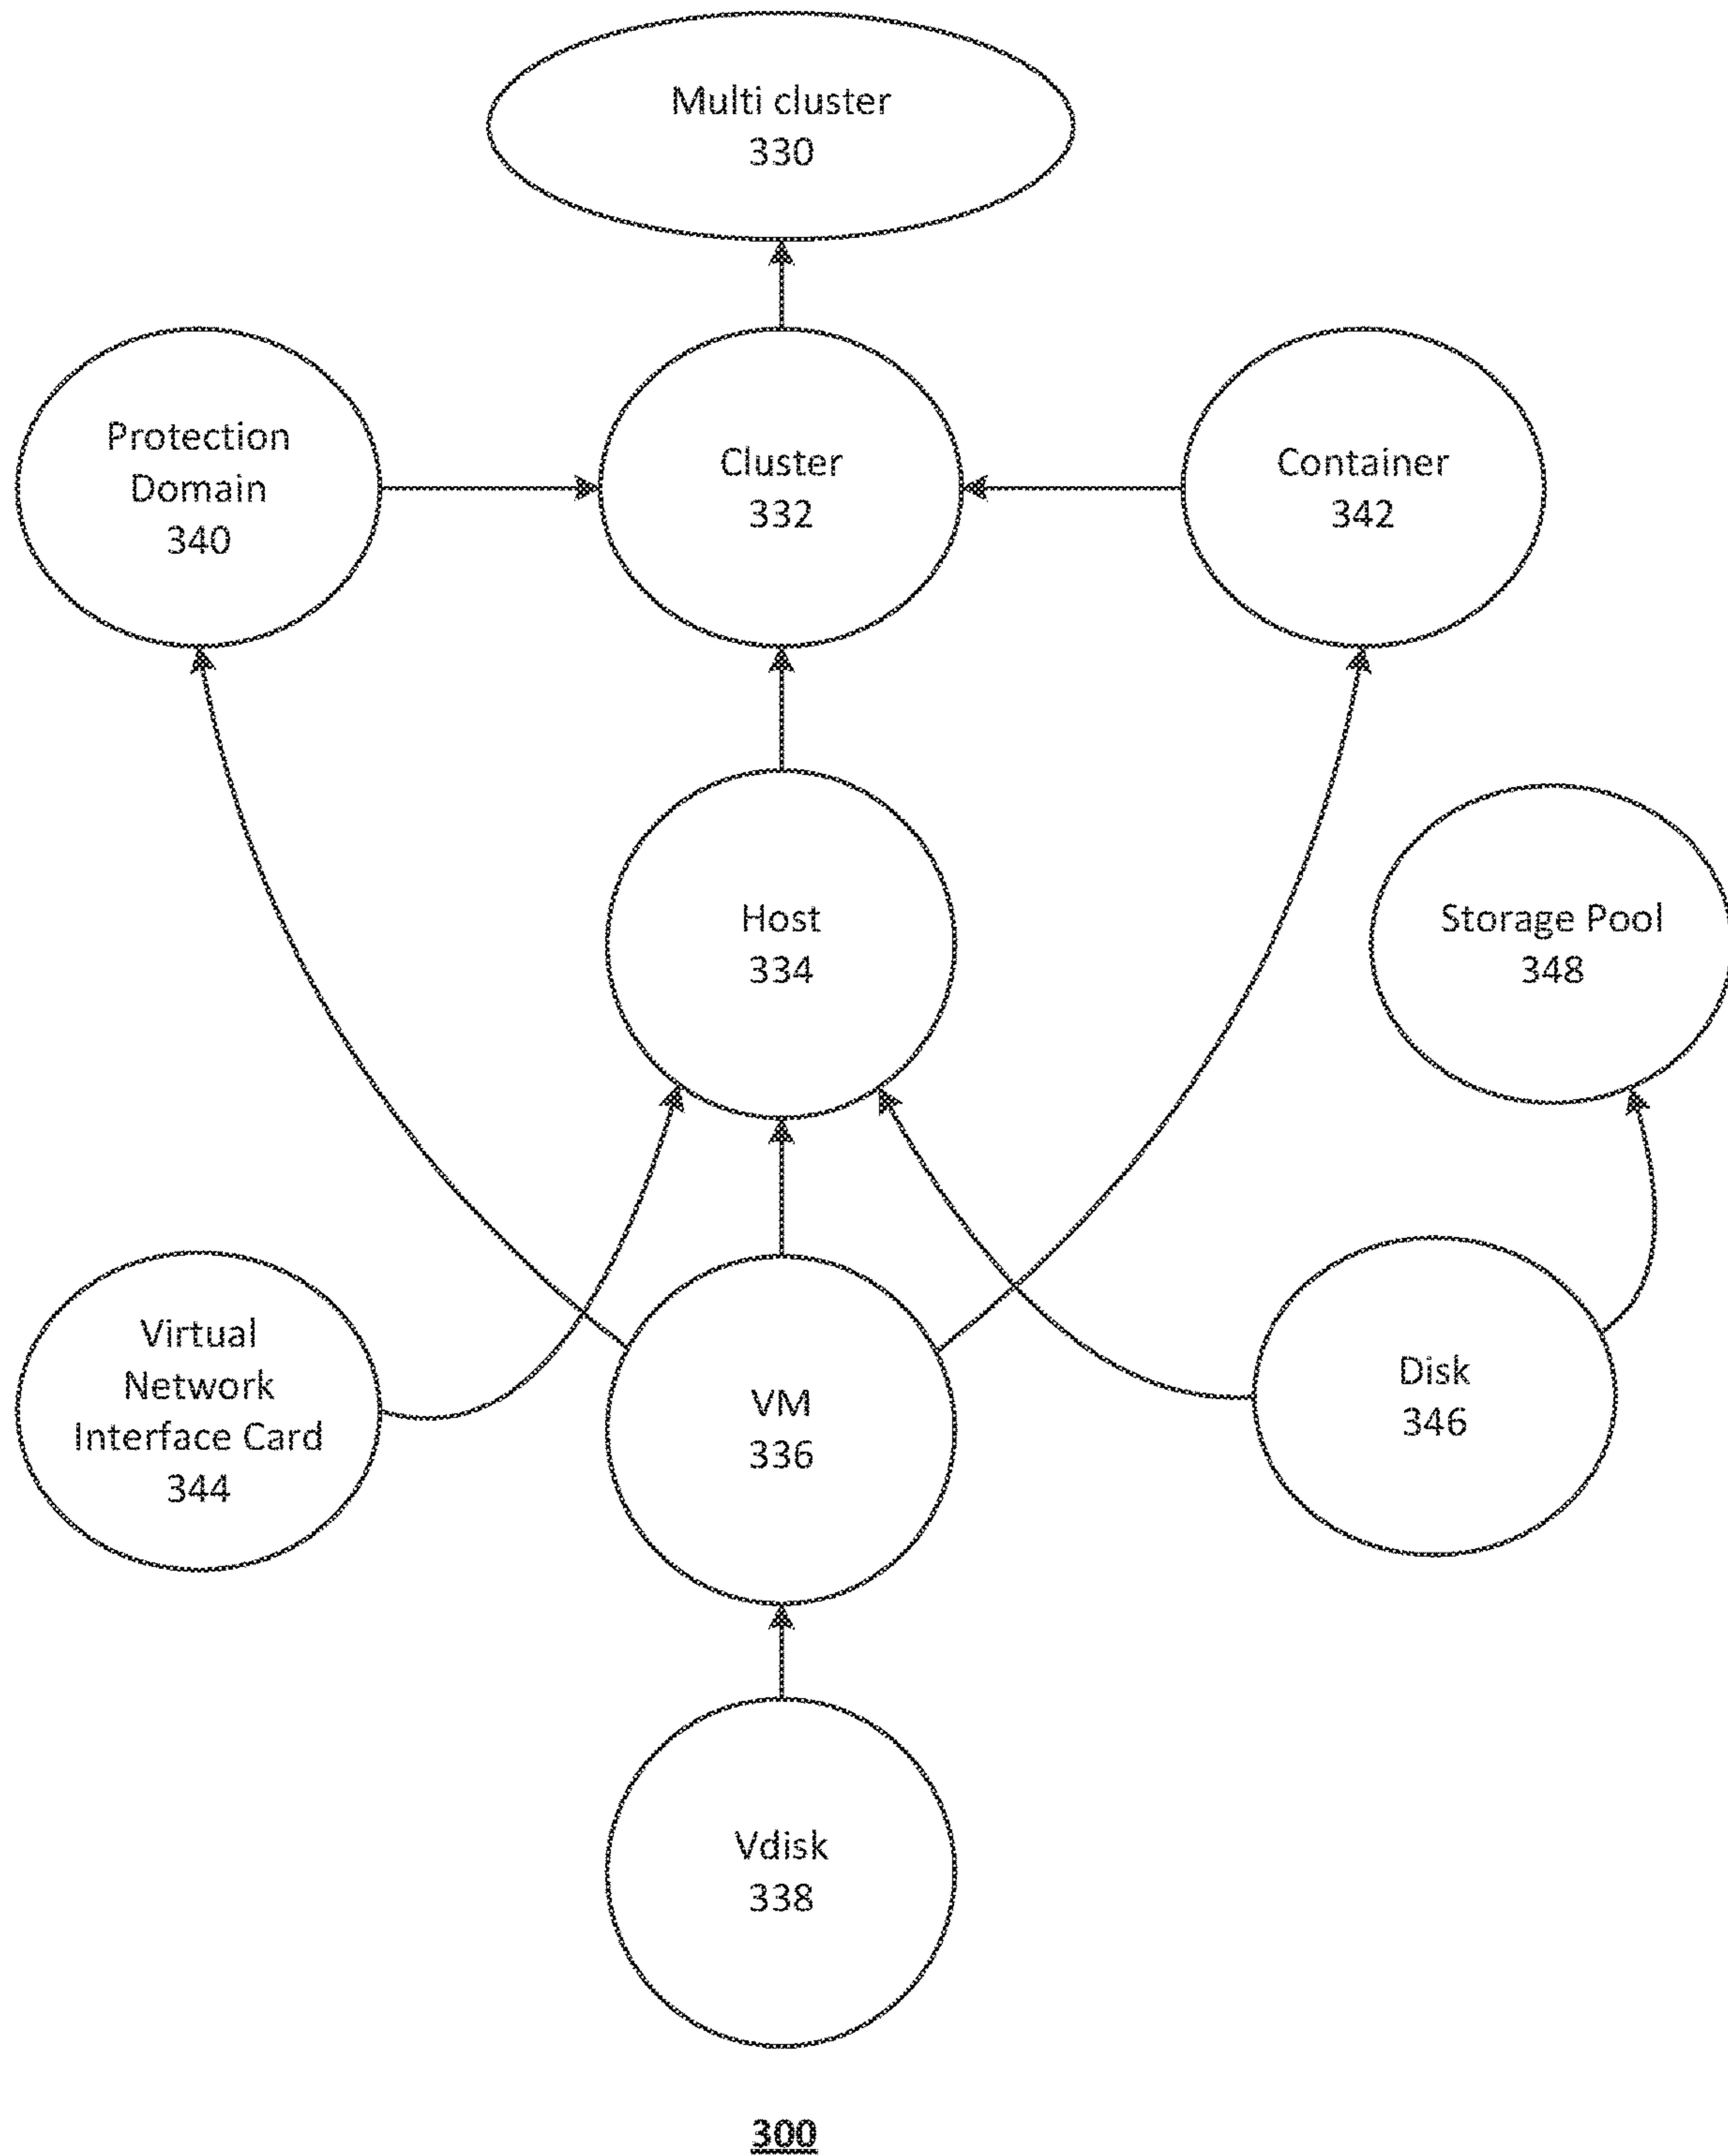 Multi cluster
330
Protection
Domain
340
Cluster
332
Container
342
Host
334
Storage Pool
348
Virtual
Network
Interface Card
344
VM
336
Disk
346
Vdisk
338
300